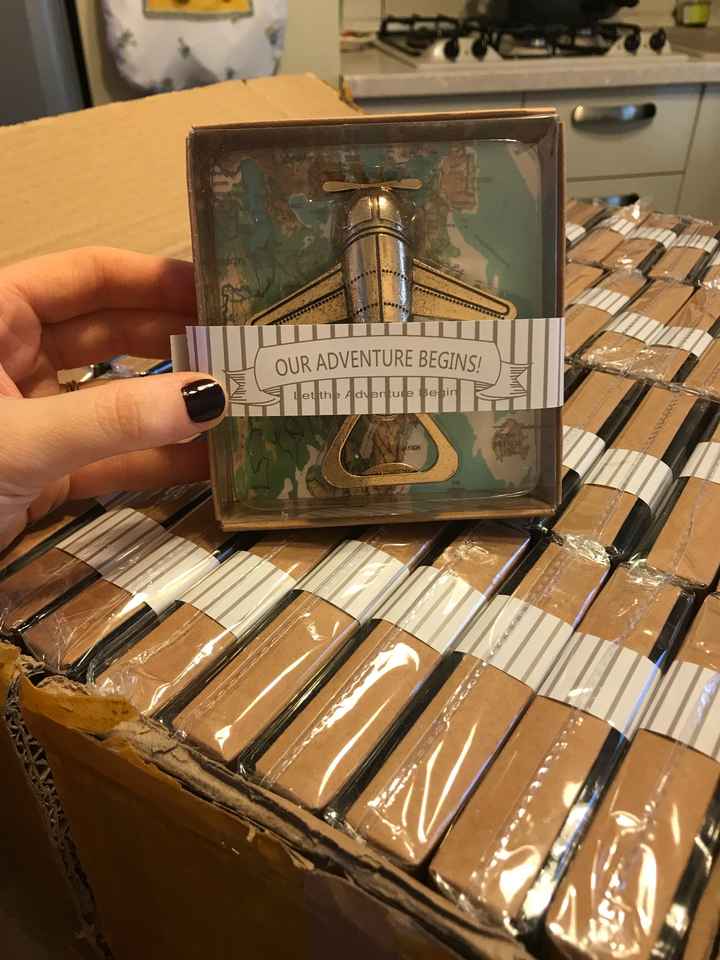 OUR ADVENTURE BEGINS!
Let the Adventure Begin